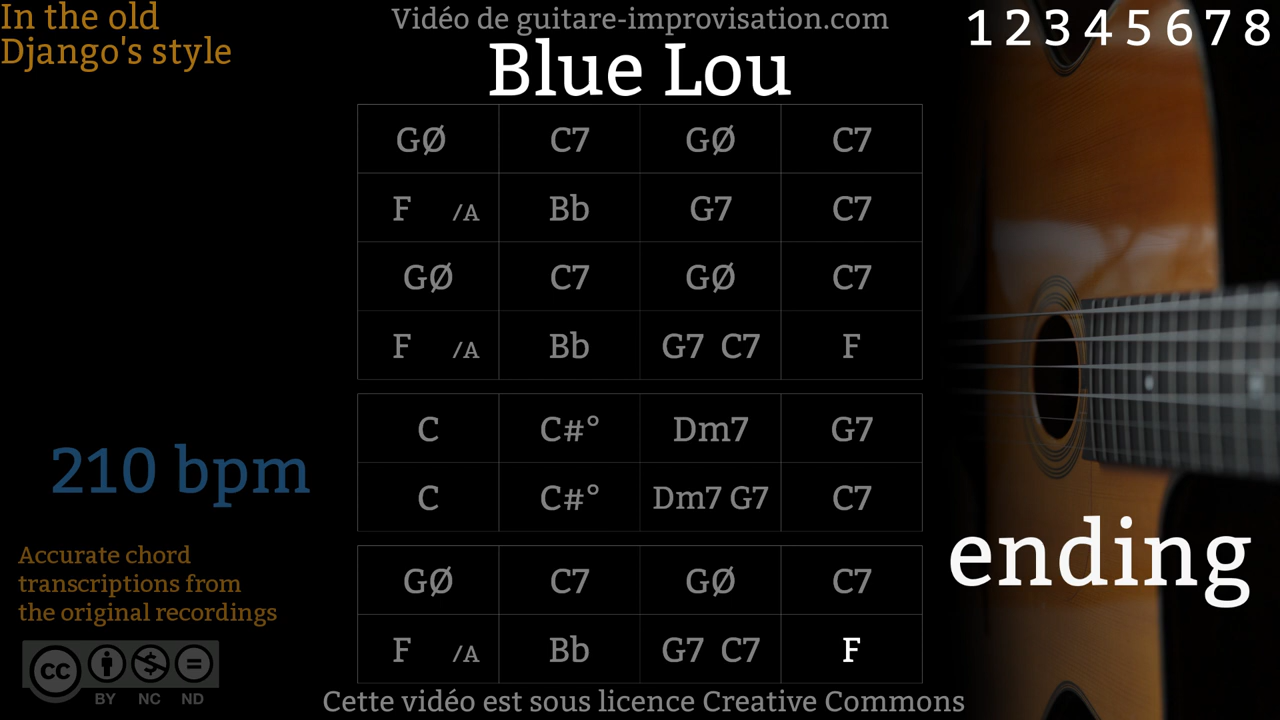 In the old
Django's style
Vidéo de guitare-improvisation.com
1 2 3 4 5 6 7 8
Blue Lou
GØ C7 GØ C7
F /A Bb G7 C7
GØ C7 GØ C7
F /A Bb G7 C7 F
C C#° Dm7 G7
C C#° Dm7 G7 C7
GØ C7 GØ C7
F /A Bb G7 C7 F
210 bpm
ending
Accurate chord
transcriptions from
the original recordings
cc
BY NC ND
Cette vidéo est sous licence Creative Commons